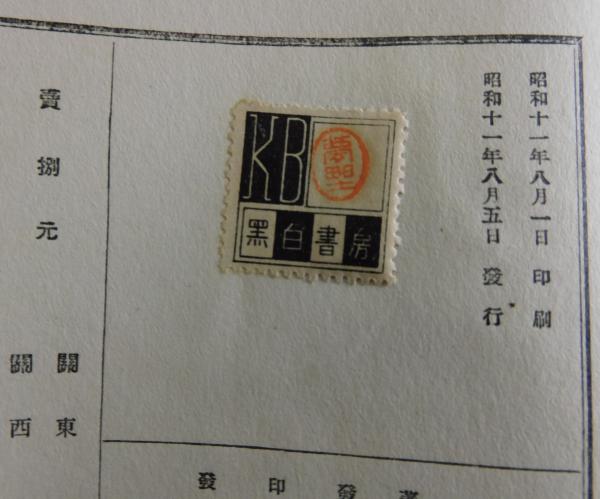 昭和十一年八月一日 印刷
昭和十一年八月五日 發行
KB
黑白書房
賣捌元
關東
關西
發
印
發